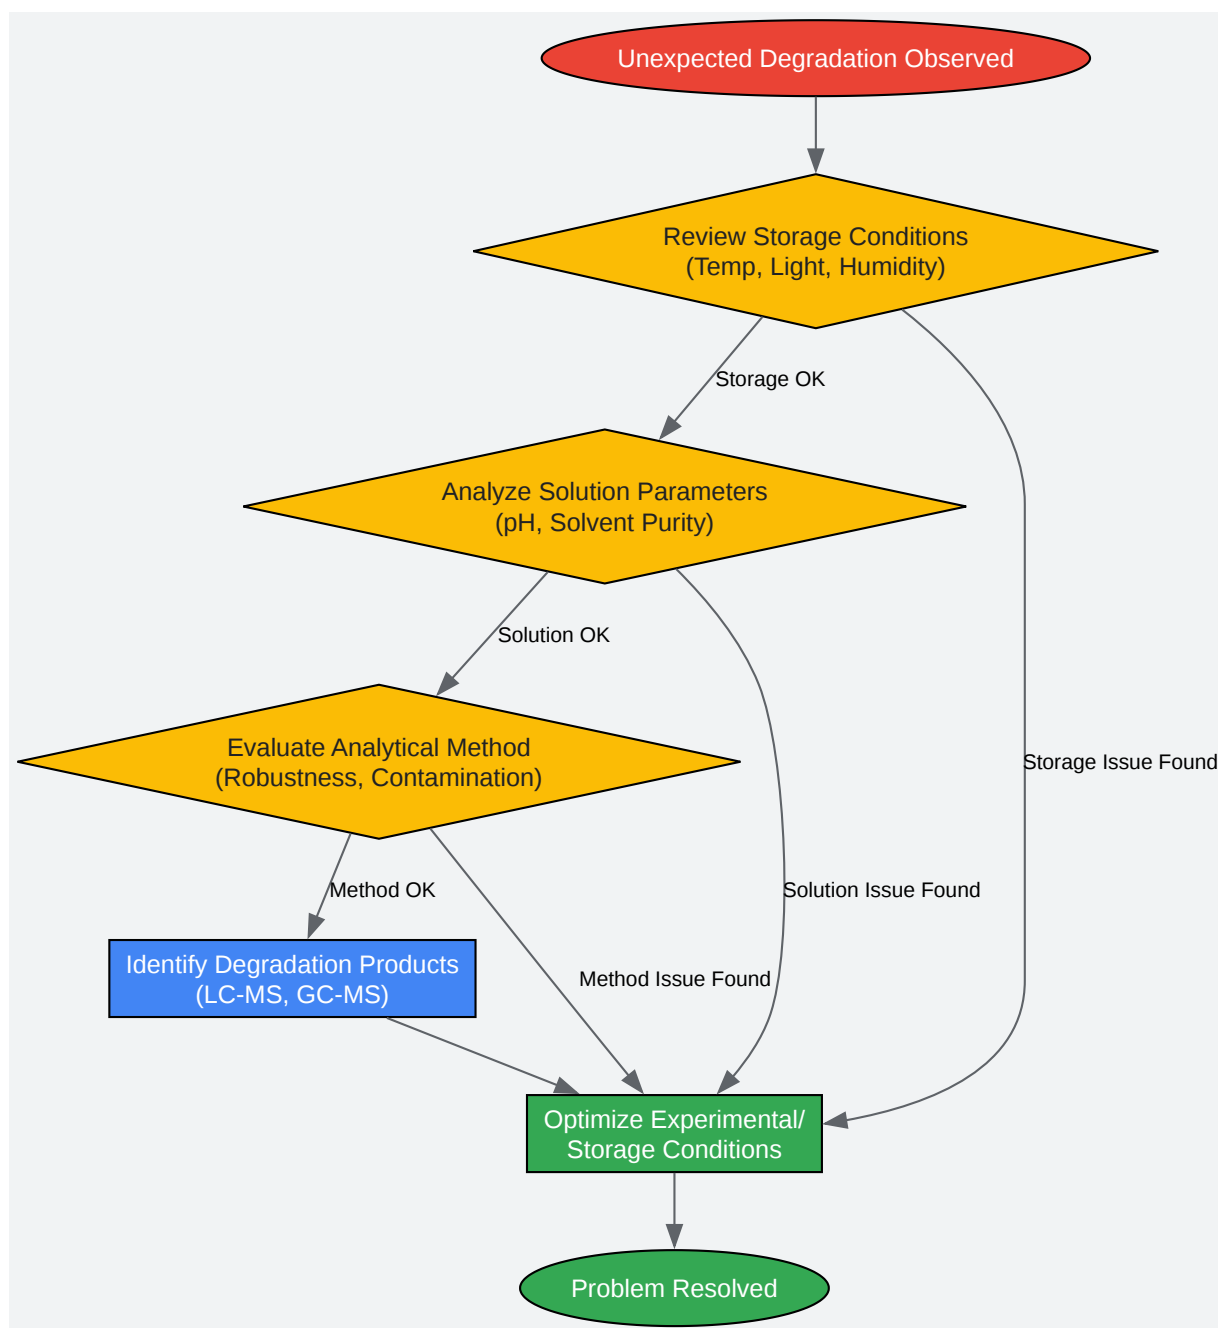 Unexpected Degradation Observed
Review Storage Conditions
(Temp, Light, Humidity)
Storage OK
Analyze Solution Parameters
(pH, Solvent Purity)
Solution OK
Evaluate Analytical Method
(Robustness, Contamination)
Storage Issue Found
Method OK
Solution Issue Found
Identify Degradation Products
(LC-MS, GC-MS)
Method Issue Found
Optimize Experimental/
Storage Conditions
Problem Resolved